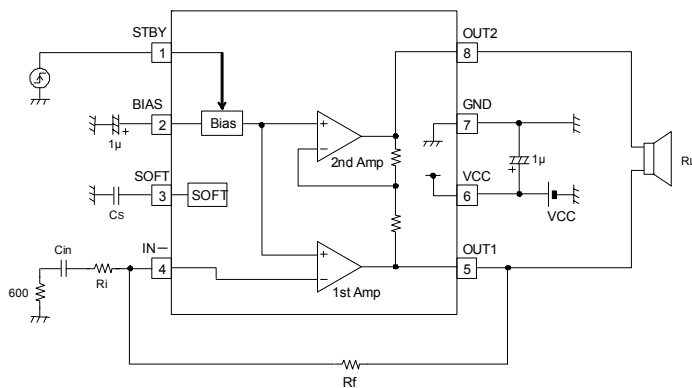 STBY
1
OUT2
8
BIAS
2
1μ
+
Bias
+
−
2nd Amp
GND
7
1μ
+
RL
SOFT
3
Cs
SOFT
VCC
6
VCC
IN−
4
Cin
Ri
600
+
−
1st Amp
OUT1
5
Rf